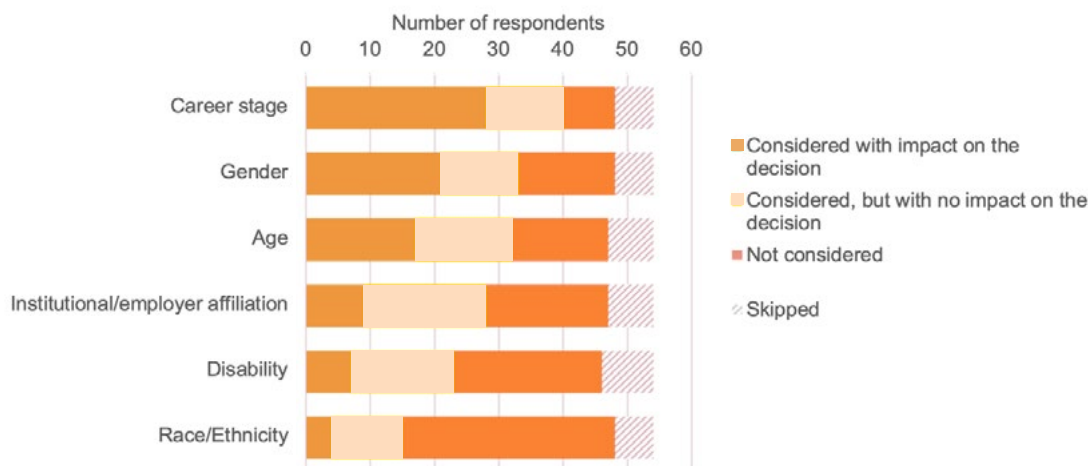 Number of respondents
0 10 20 30 40 50 60
Career stage
Gender
Age
Institutional/employer affiliation
Disability
Race/Ethnicity
Considered with impact on the
decision
Considered, but with no impact on the
decision
Not considered
Skipped